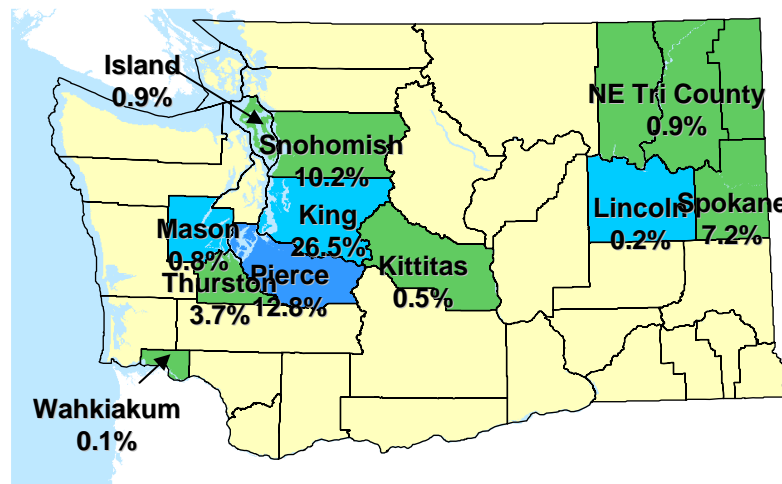 Island
0.9%
NE Tri County
0.9%
Snohomish
10.2%
King
26.5%
Lincoln
0.2%
Spokane
7.2%
Mason
0.8%
Thurston
3.7%
Pierce
12.8%
Kittitas
0.5%
Wahkiakum
0.1%